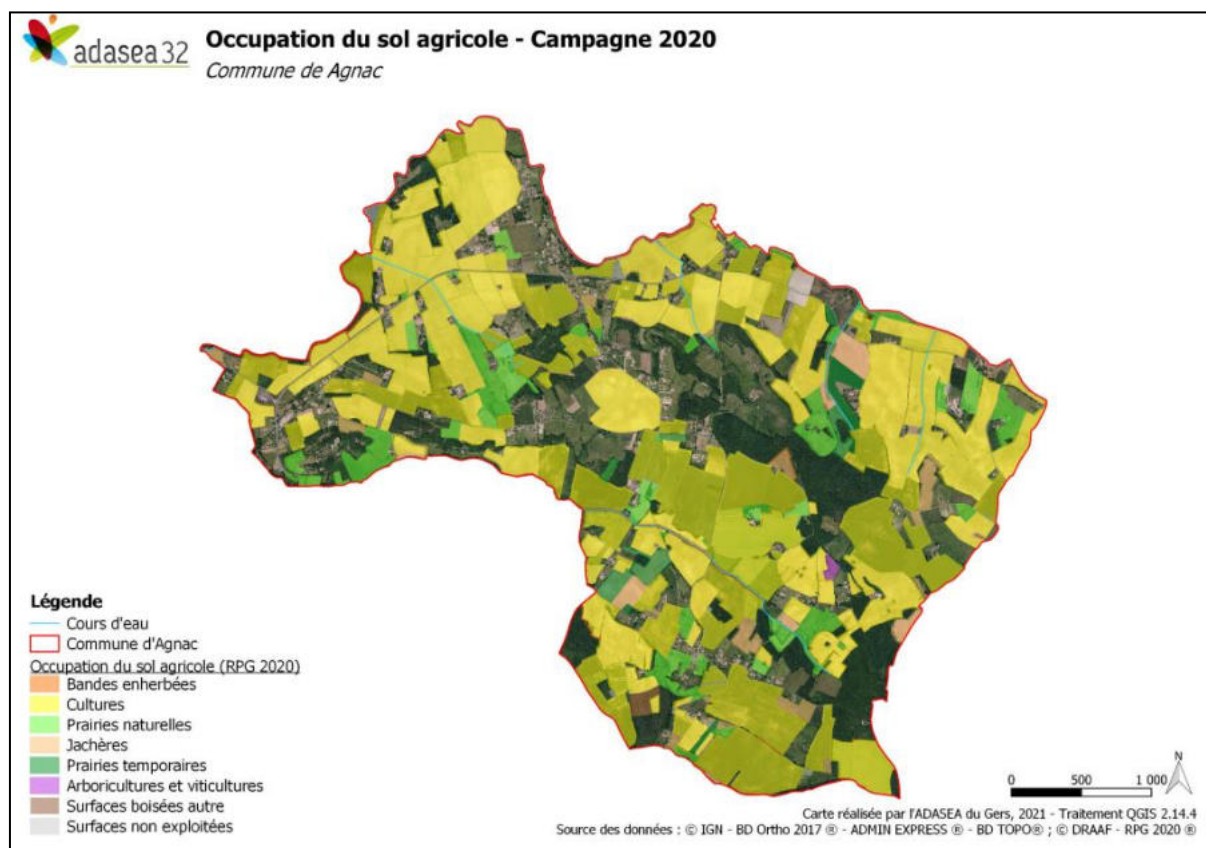 adasea 32
Occupation du sol agricole - Campagne 2020
Commune de Agnac
Légende
Cours d'eau
Commune d'Agnac
Occupation du sol agricole (RPG 2020)
Bandes enherbées
Cultures
Prairies naturelles
Jachères
Prairies temporaires
Arboricultures et viticultures
Surfaces boisées autre
Surfaces non exploitées
N
0 500 1 000
Carte réalisée par l'ADASEA du Gers, 2021 - Traitement QGIS 2.14.4
Source des données : © IGN - BD Ortho 2017 ® - ADMIN EXPRESS ® - BD TOPO® ; © DRAAF - RPG 2020 ®